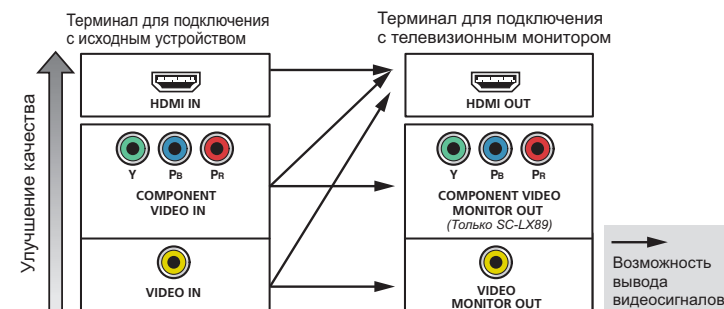 Терминал для подключения
с исходным устройством
Терминал для подключения
с телевизионным монитором
Улучшение качества
HDMI IN
HDMI OUT
Y PB PR
COMPONENT
VIDEO IN
Y PB PR
COMPONENT VIDEO
MONITOR OUT
(Только SC-LX89)
VIDEO IN
VIDEO
MONITOR OUT
Возможность
вывода
видеосигналов